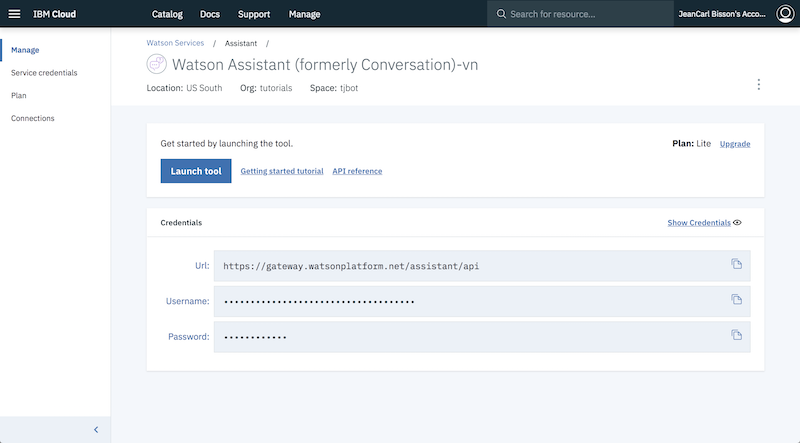 IBM Cloud Catalog Docs Support Manage Search for resource... JeanCarl Bisson's Acco...
Manage
Service credentials
Plan
Connections
Watson Services / Assistant /
Watson Assistant (formerly Conversation)-vn
Location: US South Org: tutorials Space: tjbot
Get started by launching the tool. Plan: Lite Upgrade
Launch tool Getting started tutorial API reference
Credentials Show Credentials
Url: https://gateway.watsonplatform.net/assistant/api
Username: •••••••••••••••••••••••••••••••••••••
Password: ••••••••••••